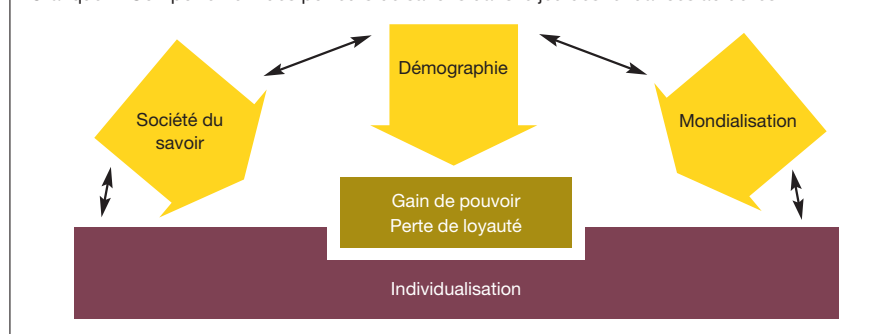 Démographie
Société du
savoir
Mondialisation
Gain de pouvoir
Perte de loyauté
Individualisation